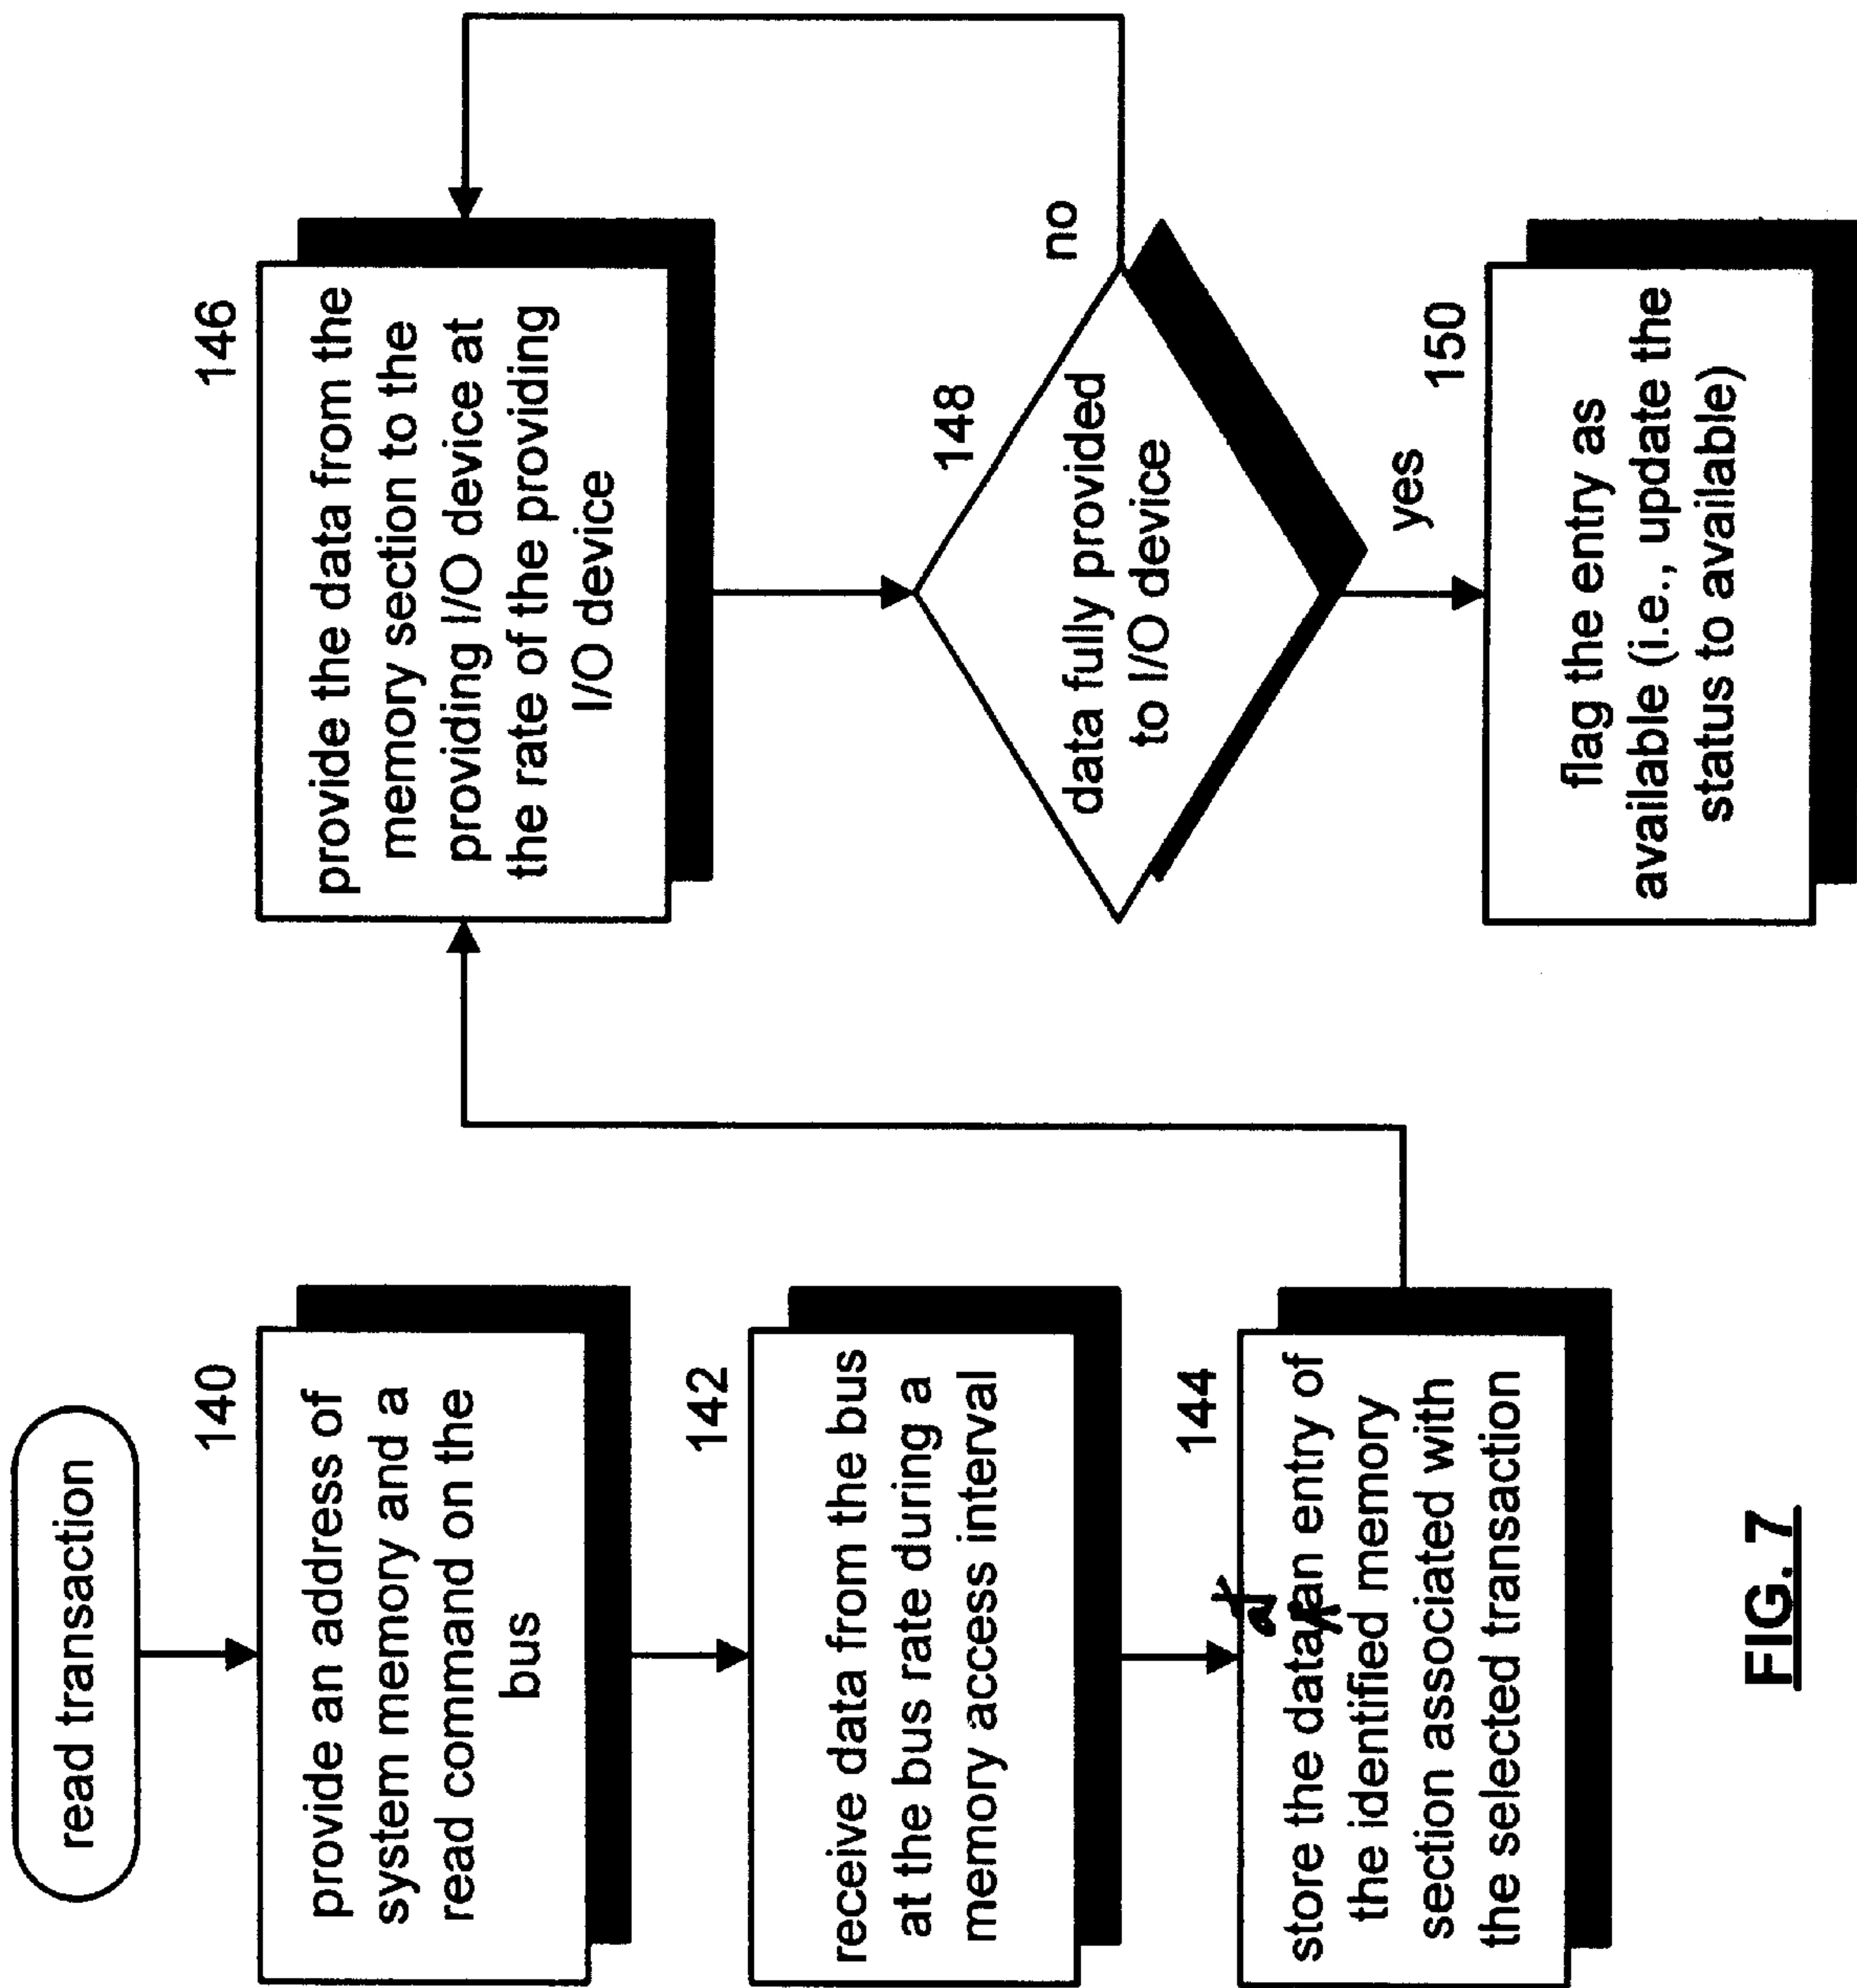 read transaction
140
provide an address of
system memory and a
read command on the
bus
142
receive data from the bus
at the bus rate during a
memory access interval
144
store the data an entry of
the identified memory
section associated with
the selected transaction
146
provide the data from the
memory section to the
providing I/O device at
the rate of the providing
I/O device
148
data fully provided
to I/O device
no
yes
150
flag the entry as
available (i.e., update the
status to available)
FIG. 7